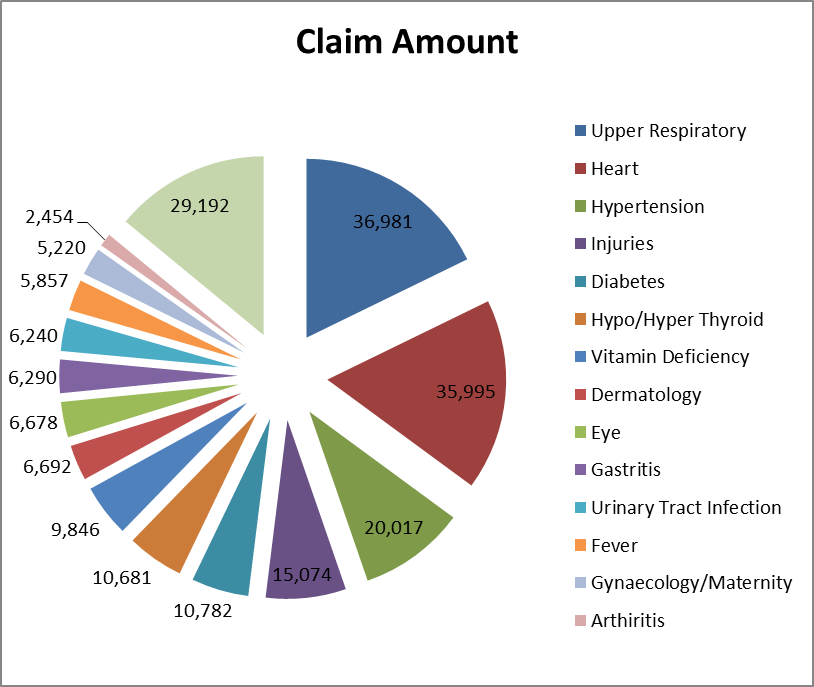 Claim Amount
36,981
35,995
20,017
15,074
10,782
10,681
9,846
6,692
6,678
6,290
6,240
5,857
5,220
2,454
29,192
Upper Respiratory
Heart
Hypertension
Injuries
Diabetes
Hypo/Hyper Thyroid
Vitamin Deficiency
Dermatology
Eye
Gastritis
Urinary Tract Infection
Fever
Gynaecology/Maternity
Arthiritis